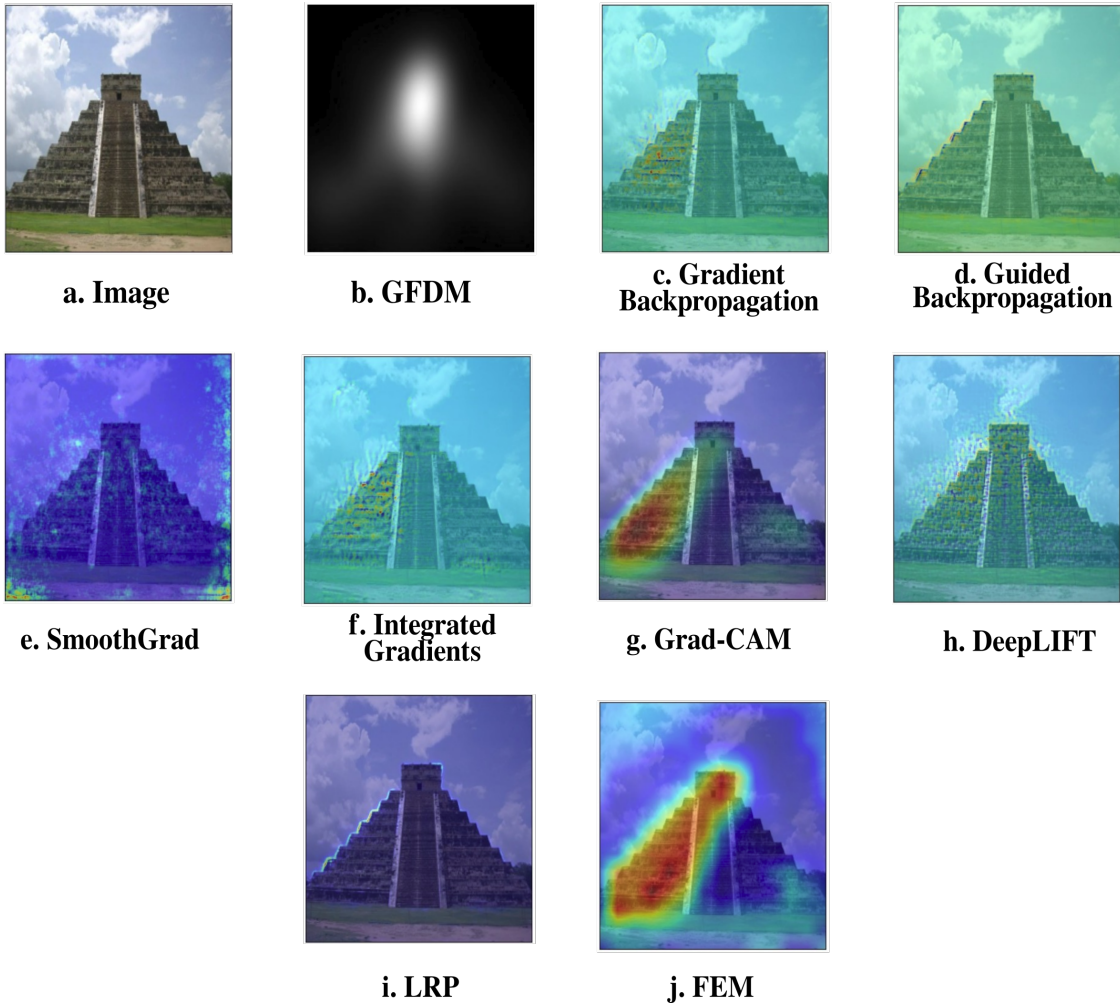 a. Image
b. GFDM
c. Gradient
Backpropagation
d. Guided
Backpropagation
e. SmoothGrad
f. Integrated
Gradients
g. Grad-CAM
h. DeepLIFT
i. LRP
j. FEM